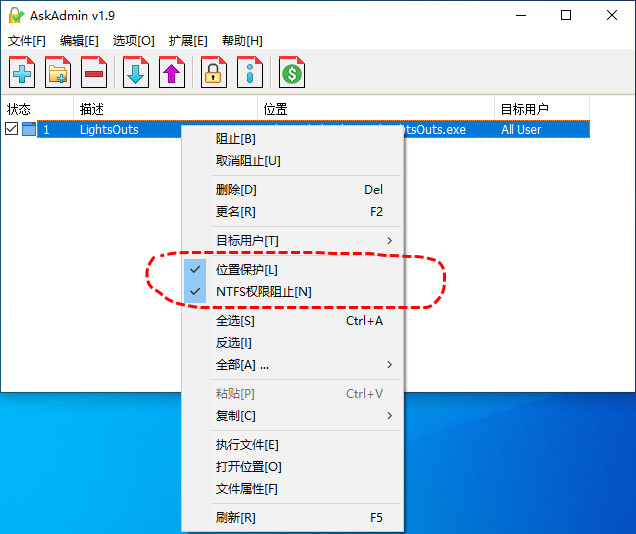 AskAdmin v1.9
文件[F] 编辑[E] 选项[O] 扩展[E] 帮助[H]
状态 描述 位置 目标用户
1 LightsOuts LightsOuts.exe All User
阻止[B]
取消阻止[U]
删除[D] Del
更名[R] F2
目标用户[T]
位置保护[L]
NTFS权限阻止[N]
全选[S] Ctrl+A
反选[I]
全部[A] ...
粘贴[P] Ctrl+V
复制[C]
执行文件[E]
打开位置[O]
文件属性[F]
刷新[R] F5